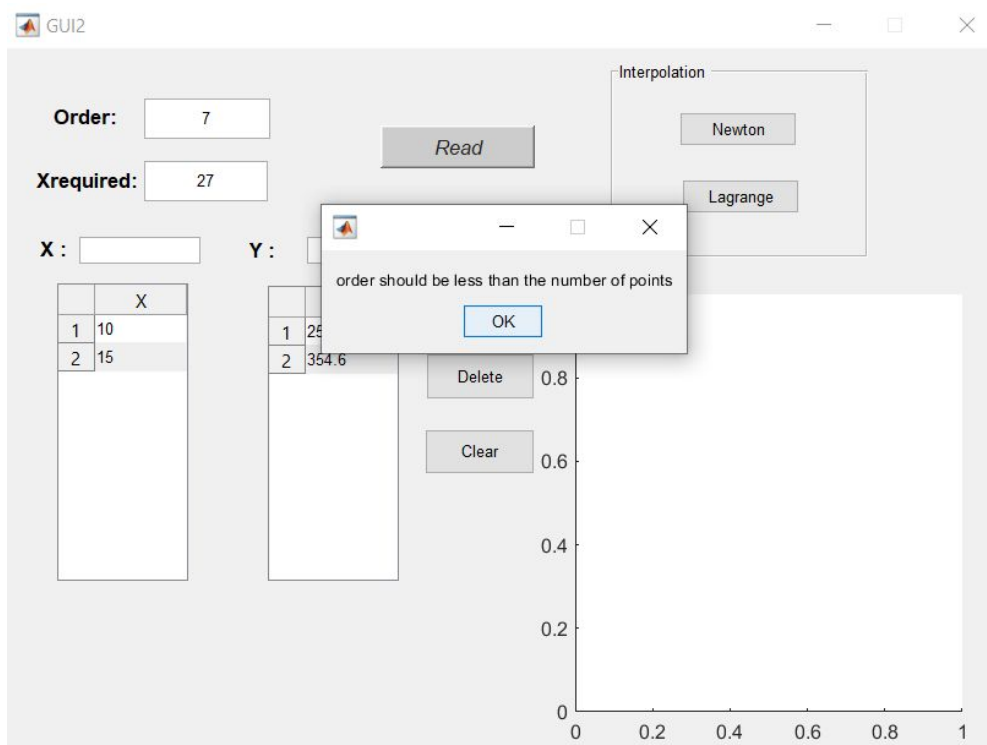 GUI2
Interpolation
Order: 7
Newton
Read
Xrequired: 27
Lagrange
X :
Y :
order should be less than the number of points
OK
X
1 10
2 15
1 25
2 354.6
Delete
Clear
0.8
0.6
0.4
0.2
0
0 0.2 0.4 0.6 0.8 1